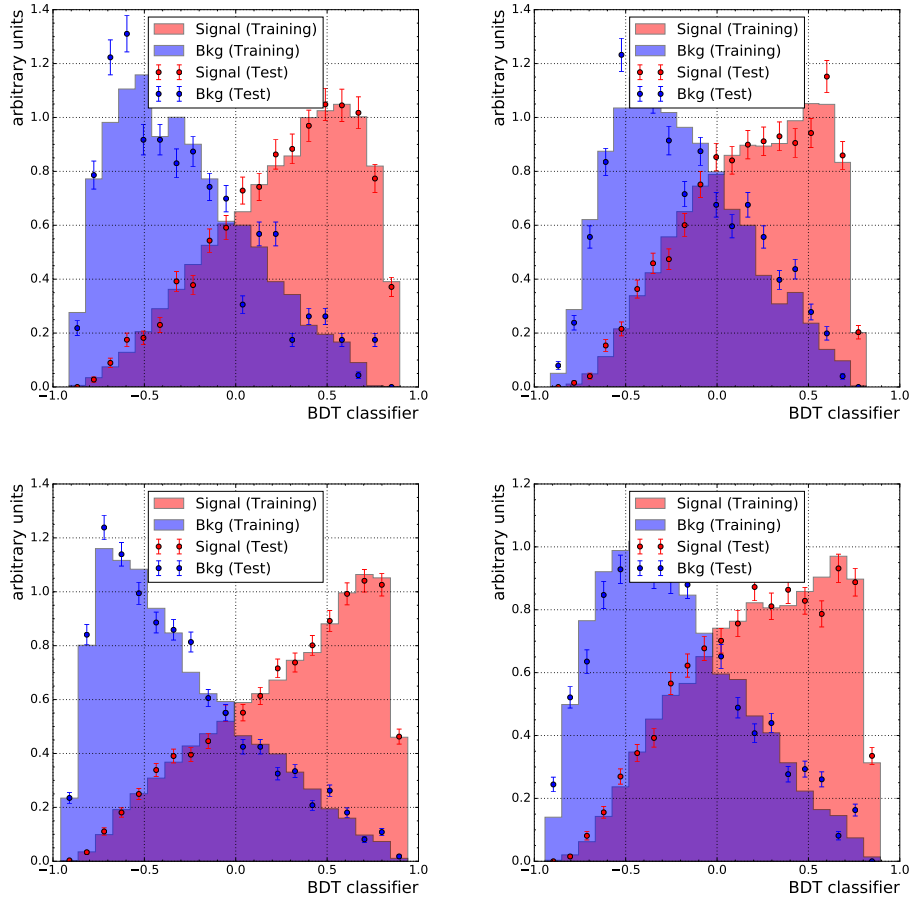 arbitrary units
1.4
1.2
1.0
0.8
0.6
0.4
0.2
0.0
Signal (Training)
Bkg (Training)
Signal (Test)
Bkg (Test)
−1.0 −0.5 0.0 0.5 1.0
BDT classifier
arbitrary units
1.4
1.2
1.0
0.8
0.6
0.4
0.2
0.0
Signal (Training)
Bkg (Training)
Signal (Test)
Bkg (Test)
−1.0 −0.5 0.0 0.5 1.0
BDT classifier
arbitrary units
1.4
1.2
1.0
0.8
0.6
0.4
0.2
0.0
Signal (Training)
Bkg (Training)
Signal (Test)
Bkg (Test)
−1.0 −0.5 0.0 0.5 1.0
BDT classifier
arbitrary units
1.2
1.0
0.8
0.6
0.4
0.2
0.0
Signal (Training)
Bkg (Training)
Signal (Test)
Bkg (Test)
−1.0 −0.5 0.0 0.5 1.0
BDT classifier